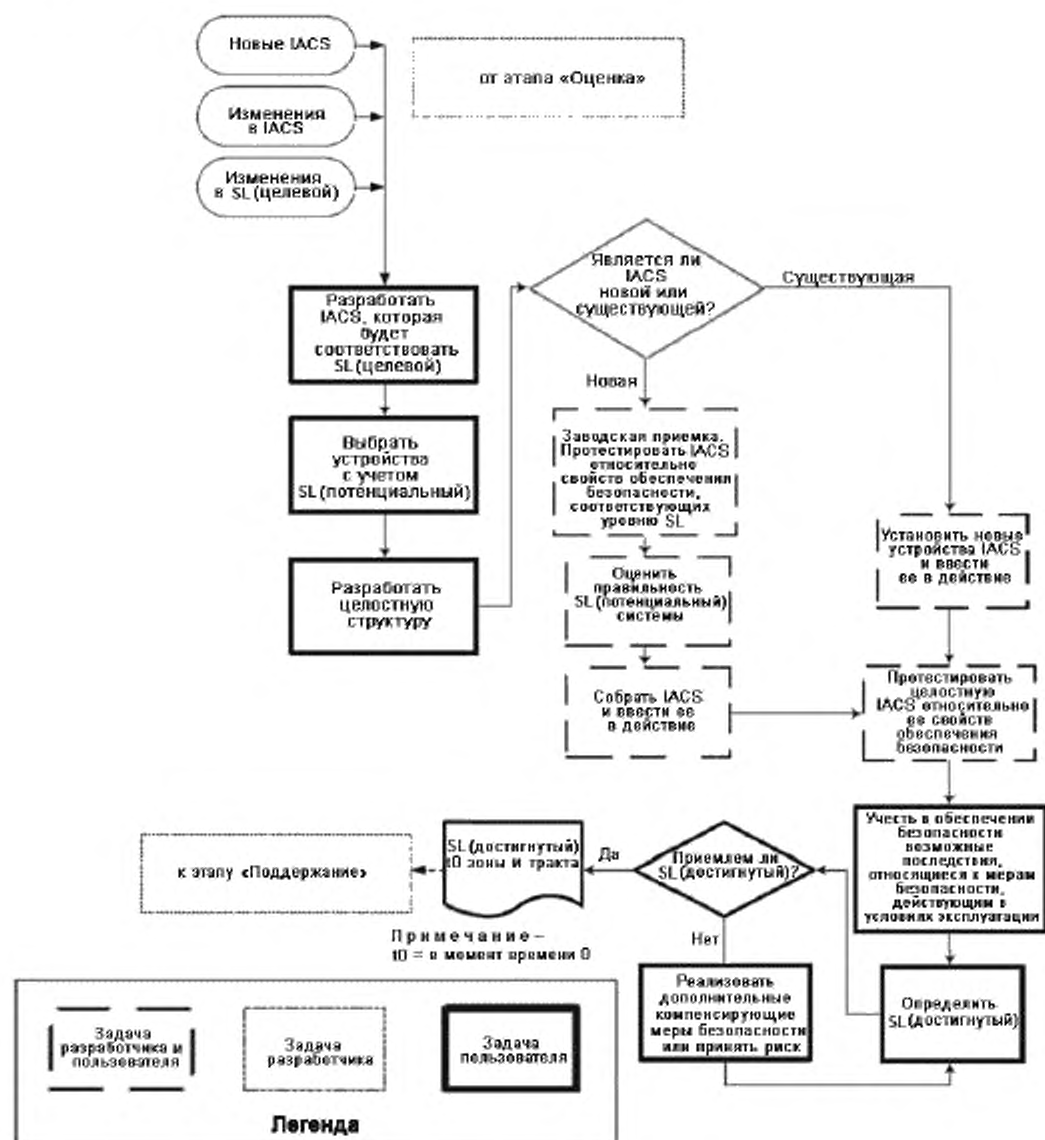 Новые IACS
от этапа «Оценка»
Изменения
в IACS
Изменения
в SL (целевой)
Разработать
IACS, которая
будет
соответствовать
SL (целевой)
Выбрать
устройства
с учетом
SL (потенциальный)
Разработать
целостную
структуру
Является ли
IACS
новой или
существующей?
Существующая
Новая
Заводская приемка.
Протестировать IACS
относительно
свойств обеспечения
безопасности,
соответствующих
уровню SL
Оценить
правильность
SL (потенциальный)
системы
Собрать IACS
и ввести ее
в действие
Установить новые
устройства IACS
и ввести
ее в действие
Протестировать
целостную
IACS относительно
ее свойств
обеспечения
безопасности
Учесть в обеспечении
безопасности
возможные
последствия,
относящиеся к мерам
безопасности,
действующим в
условиях эксплуатации
Определить
SL (достигнутый)
Приемлем ли
SL (достигнутый)?
Да
Нет
SL (достигнутый)
t0 зоны и тракта
к этапу «Поддержание»
Примечание –
t0 = в момент времени 0
Реализовать
дополнительные
компенсирующие
меры безопасности
или принять риск
Задача
разработчика и
пользователя
Задача
разработчика
Задача
пользователя
Легенда